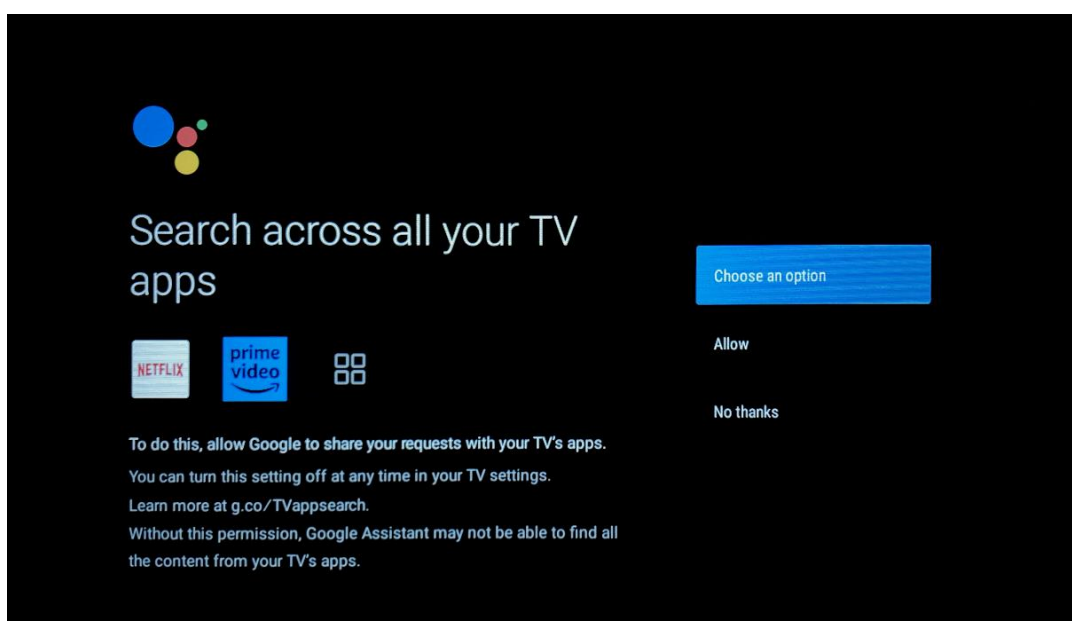 Search across all your TV
apps
NETFLIX
prime
video
To do this, allow Google to share your requests with your TV's apps.
You can turn this setting off at any time in your TV settings.
Learn more at g.co/TVappsearch.
Without this permission, Google Assistant may not be able to find all
the content from your TV's apps.
Choose an option
Allow
No thanks